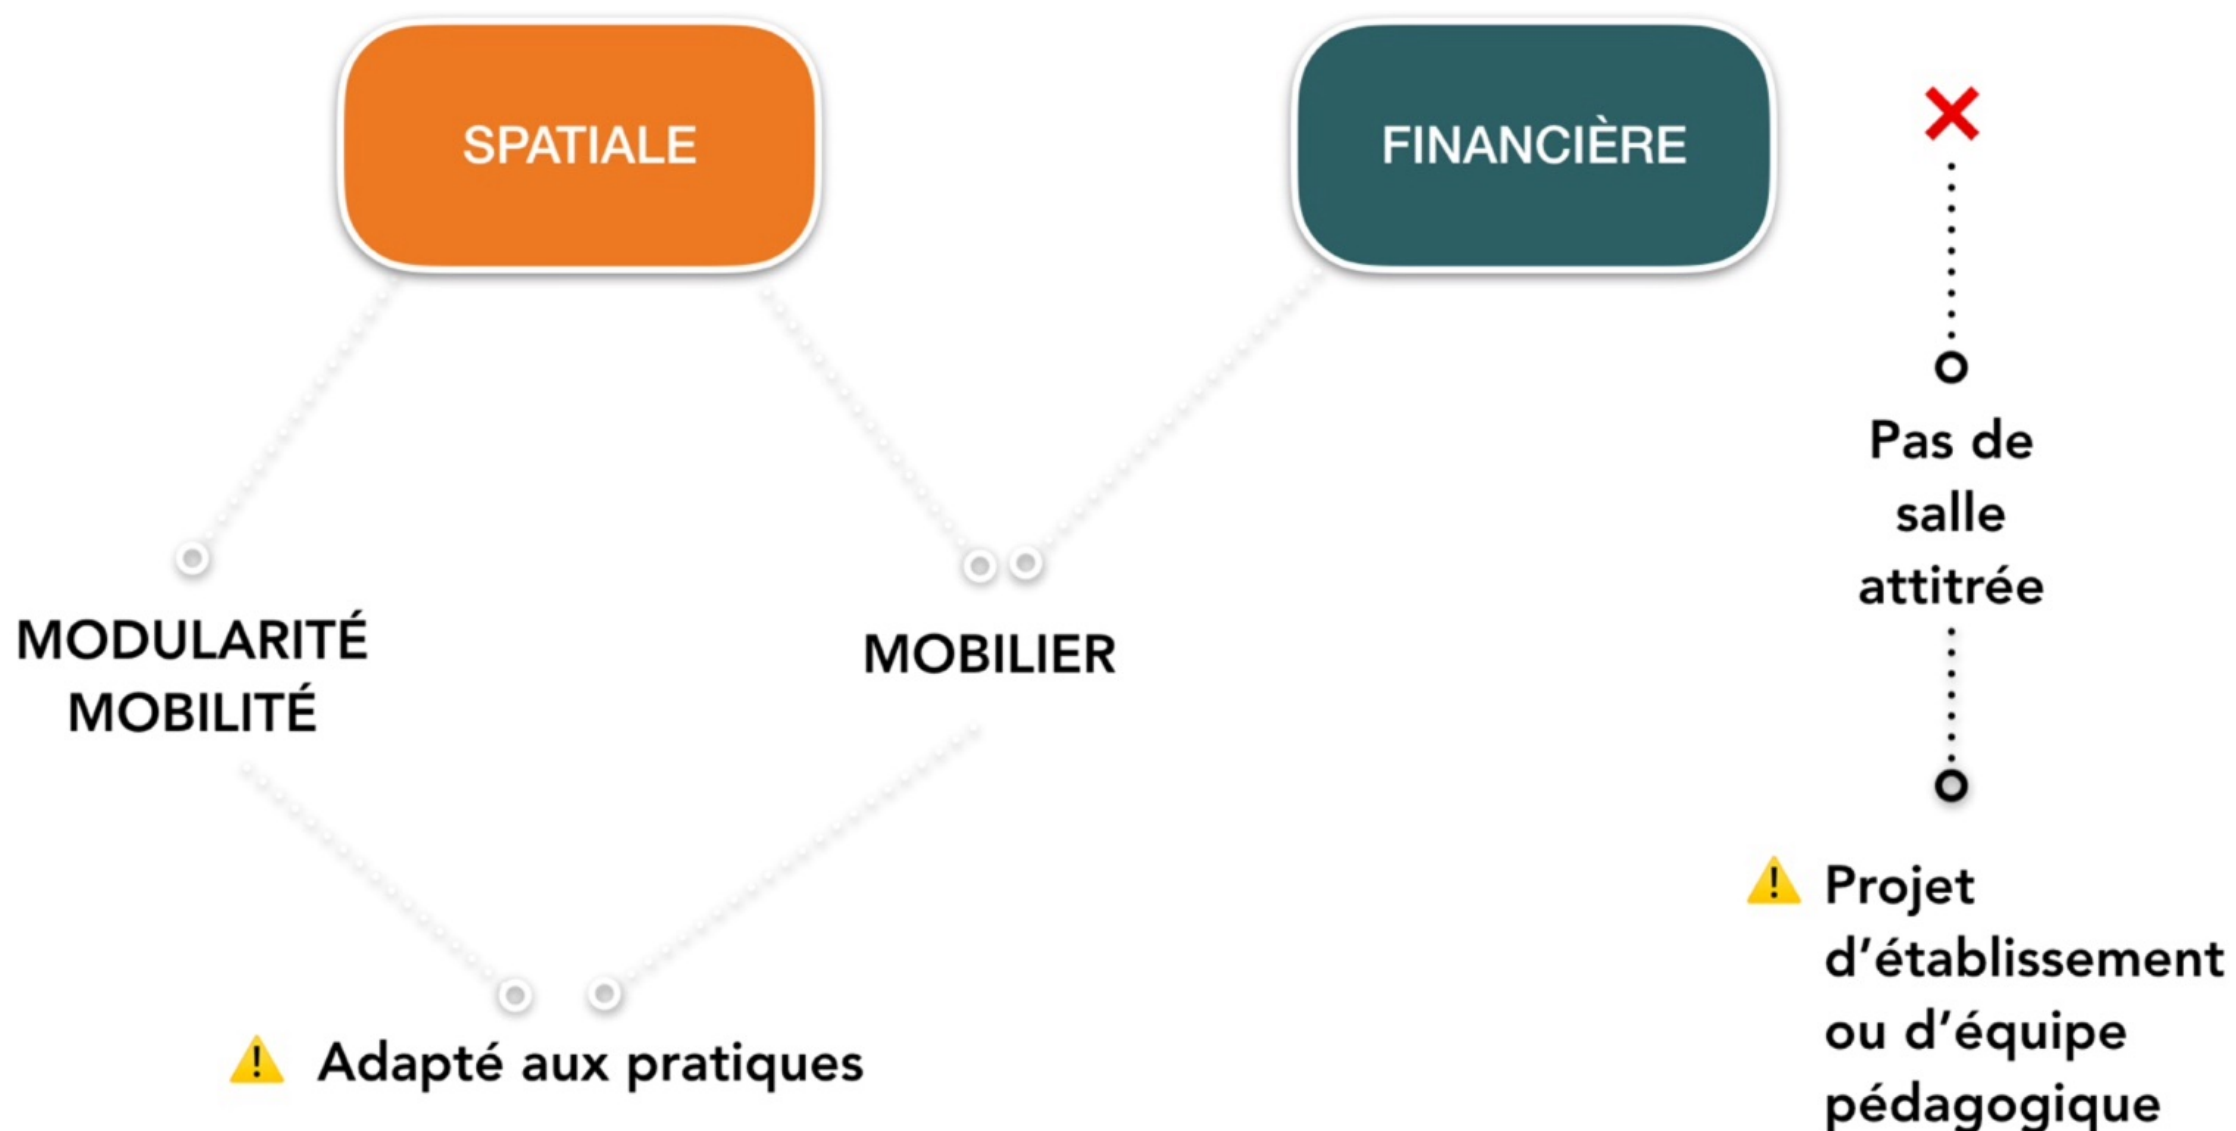 SPATIALE
FINANCIÈRE
Pas de
salle
attitrée
MODULARITÉ
MOBILITÉ
MOBILIER
Projet
d’établissement
ou d’équipe
pédagogique
Adapté aux pratiques